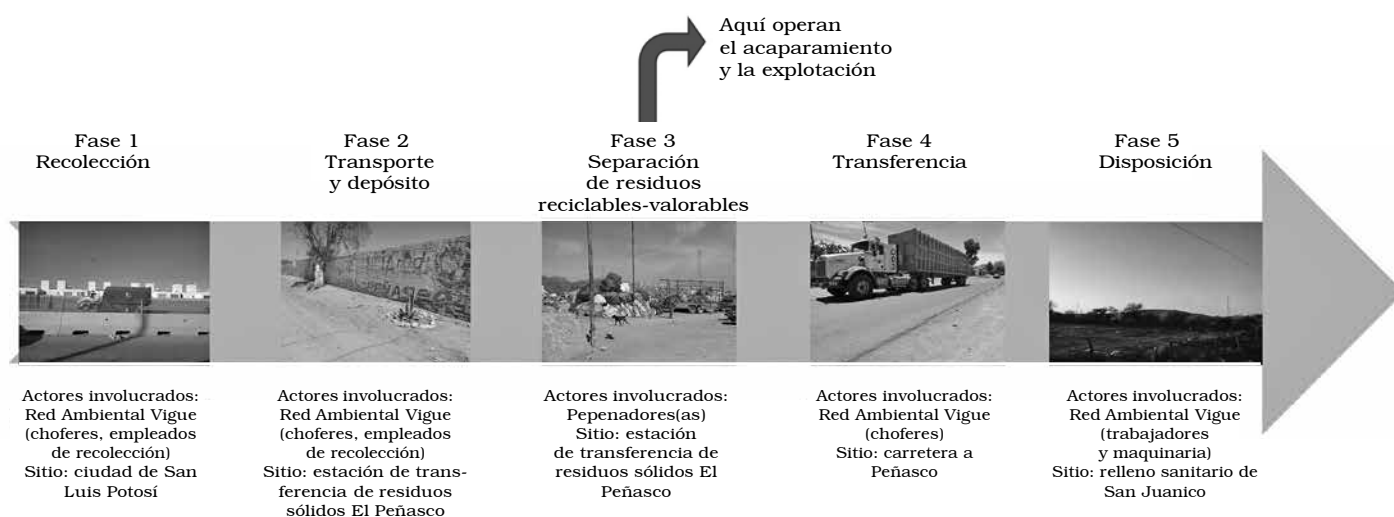 Aquí operan
el acaparamiento
y la explotación
Fase 1
Recolección
Fase 2
Transporte
y depósito
Fase 3
Separación
de residuos
reciclables-valorables
Fase 4
Transferencia
Fase 5
Disposición
Actores involucrados:
Red Ambiental Vigue
(choferes, empleados
de recolección)
Sitio: ciudad de San
Luis Potosí
Actores involucrados:
Red Ambiental Vigue
(choferes, empleados
de recolección)
Sitio: estación de trans-
ferencia de residuos
sólidos El Peñasco
Actores involucrados:
Pepenadores(as)
Sitio: estación
de transferencia de
residuos sólidos El
Peñasco
Actores involucrados:
Red Ambiental Vigue
(choferes)
Sitio: carretera a
Peñasco
Actores involucrados:
Red Ambiental Vigue
(trabajadores
y maquinaria)
Sitio: relleno sanitario de
San Juanico